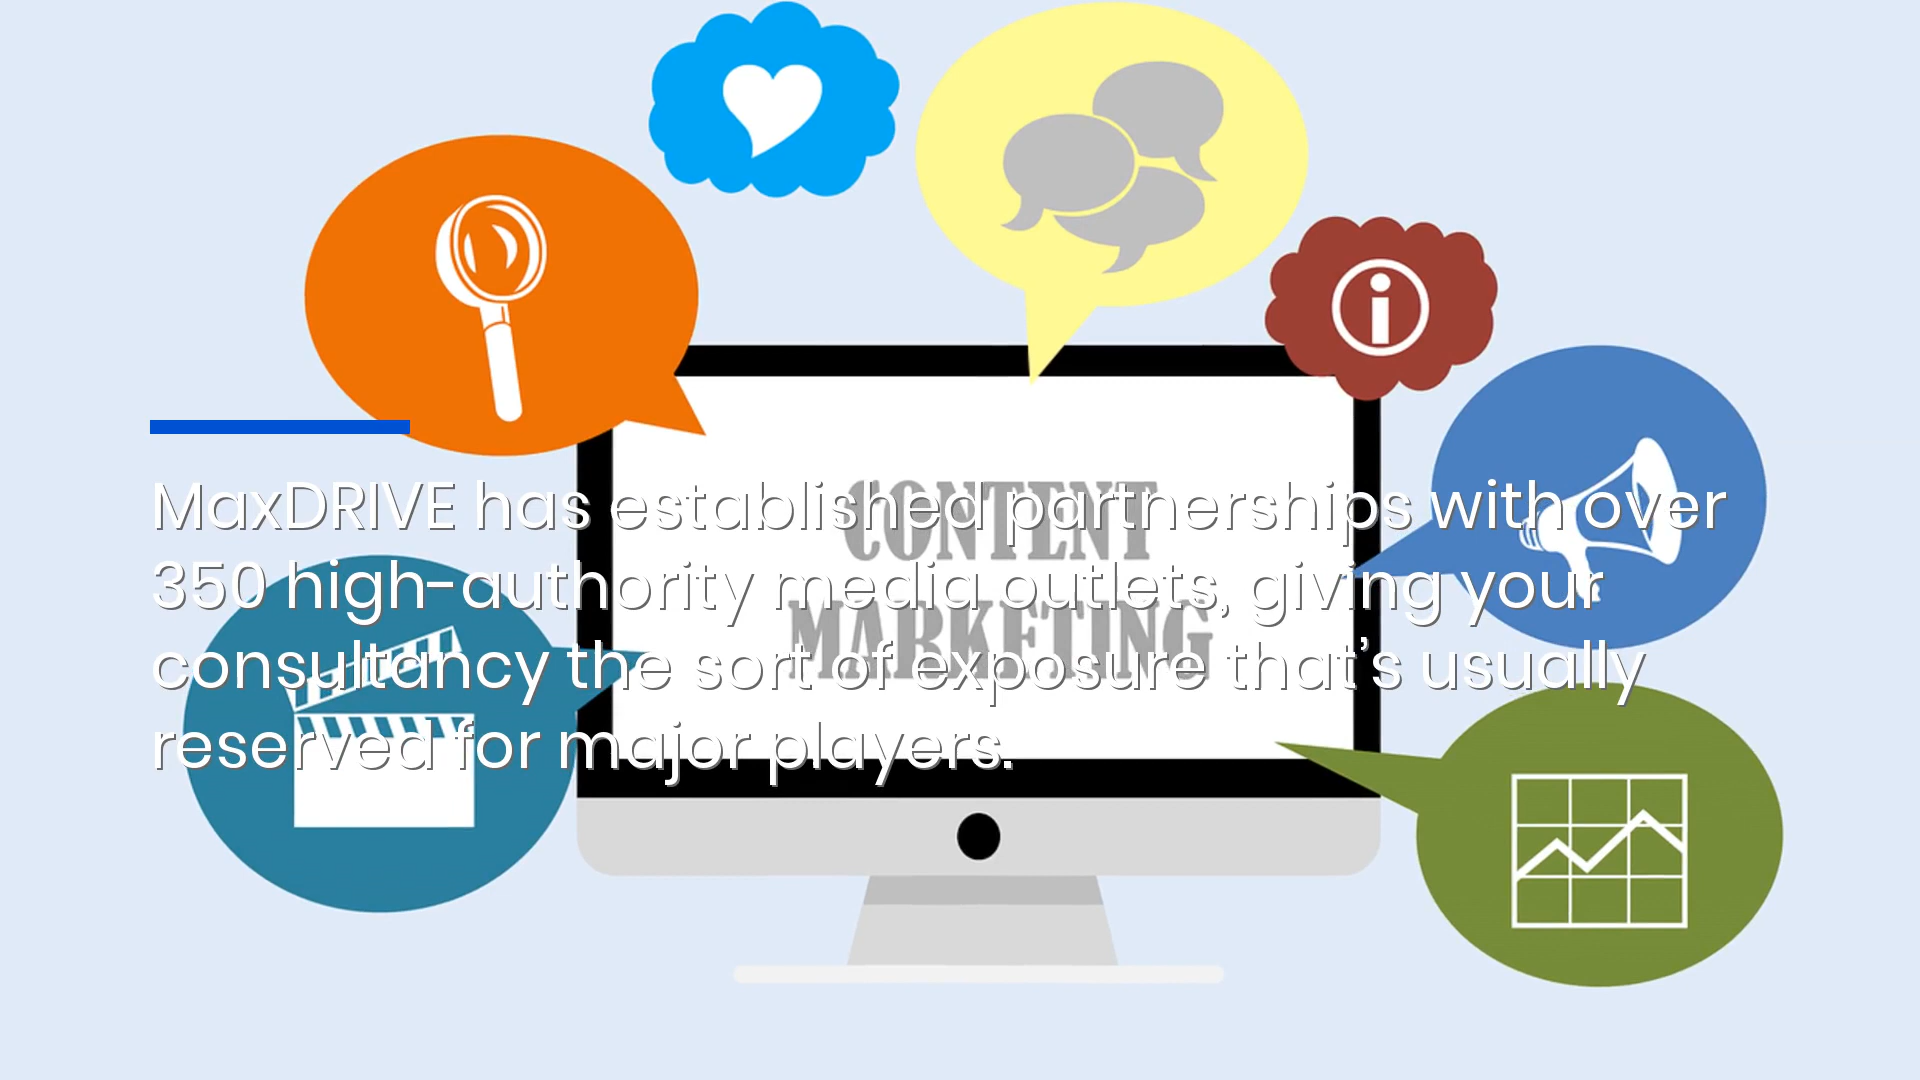 MaxDRIVE has established partnerships with over
350 high-authority media outlets, giving your
consultancy the sort of exposure that's usually
reserved for major players.
CONTENT
MARKETING